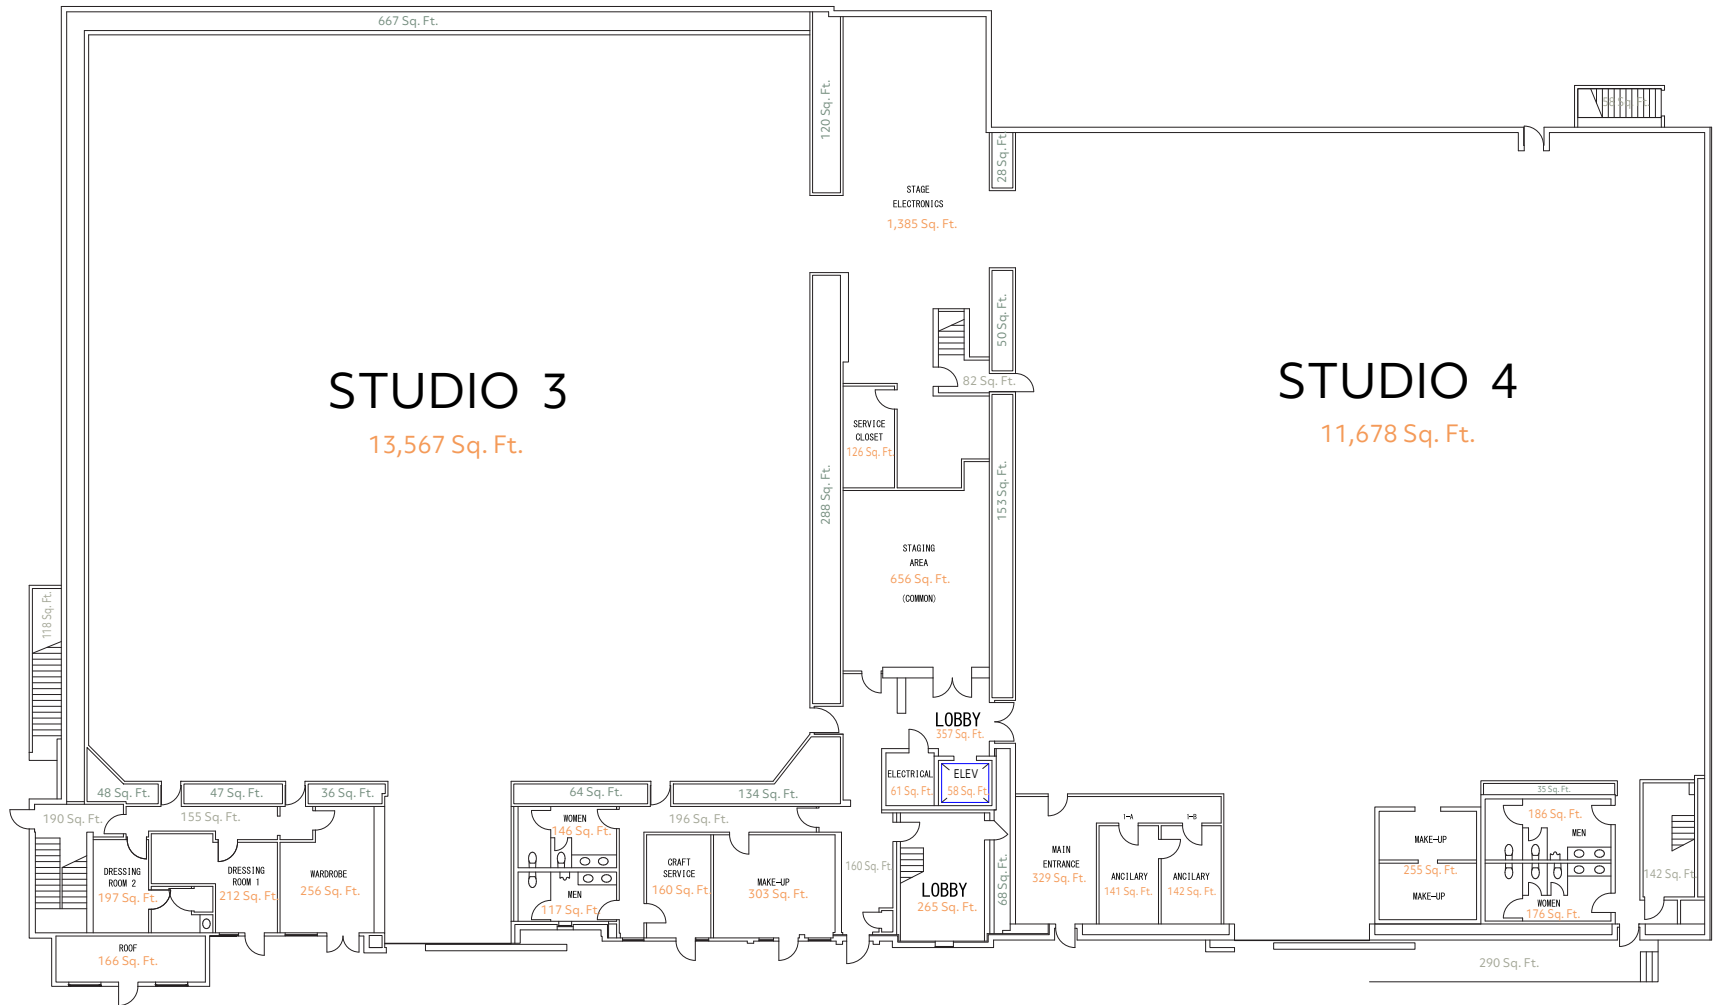 667 Sq. Ft.
120 Sq. Ft.
58 Sq. Ft.
28 Sq. Ft.
STAGE
ELECTRONICS
1,385 Sq. Ft.
50 Sq. Ft.
STUDIO 3
13,567 Sq. Ft.
STUDIO 4
11,678 Sq. Ft.
82 Sq. Ft.
SERVICE
CLOSET
126 Sq. Ft.
288 Sq. Ft.
153 Sq. Ft.
STAGING
AREA
656 Sq. Ft.
(COMMON)
118 Sq. Ft.
LOBBY
357 Sq. Ft.
ELECTRICAL
61 Sq. Ft.
ELEV
58 Sq. Ft.
48 Sq. Ft.
47 Sq. Ft.
36 Sq. Ft.
64 Sq. Ft.
134 Sq. Ft.
35 Sq. Ft.
190 Sq. Ft.
155 Sq. Ft.
WOMEN
146 Sq. Ft.
196 Sq. Ft.
1-A
1-B
186 Sq. Ft.
MEN
DRESSING
ROOM 2
197 Sq. Ft.
DRESSING
ROOM 1
212 Sq. Ft.
WARDROBE
256 Sq. Ft.
MEN
117 Sq. Ft.
CRAFT
SERVICE
160 Sq. Ft.
MAKE-UP
303 Sq. Ft.
160 Sq. Ft.
LOBBY
265 Sq. Ft.
68 Sq. Ft.
MAIN
ENTRANCE
329 Sq. Ft.
ANCILARY
141 Sq. Ft.
ANCILARY
142 Sq. Ft.
MAKE-UP
255 Sq. Ft.
MAKE-UP
WOMEN
176 Sq. Ft.
142 Sq. Ft.
ROOF
166 Sq. Ft.
290 Sq. Ft.